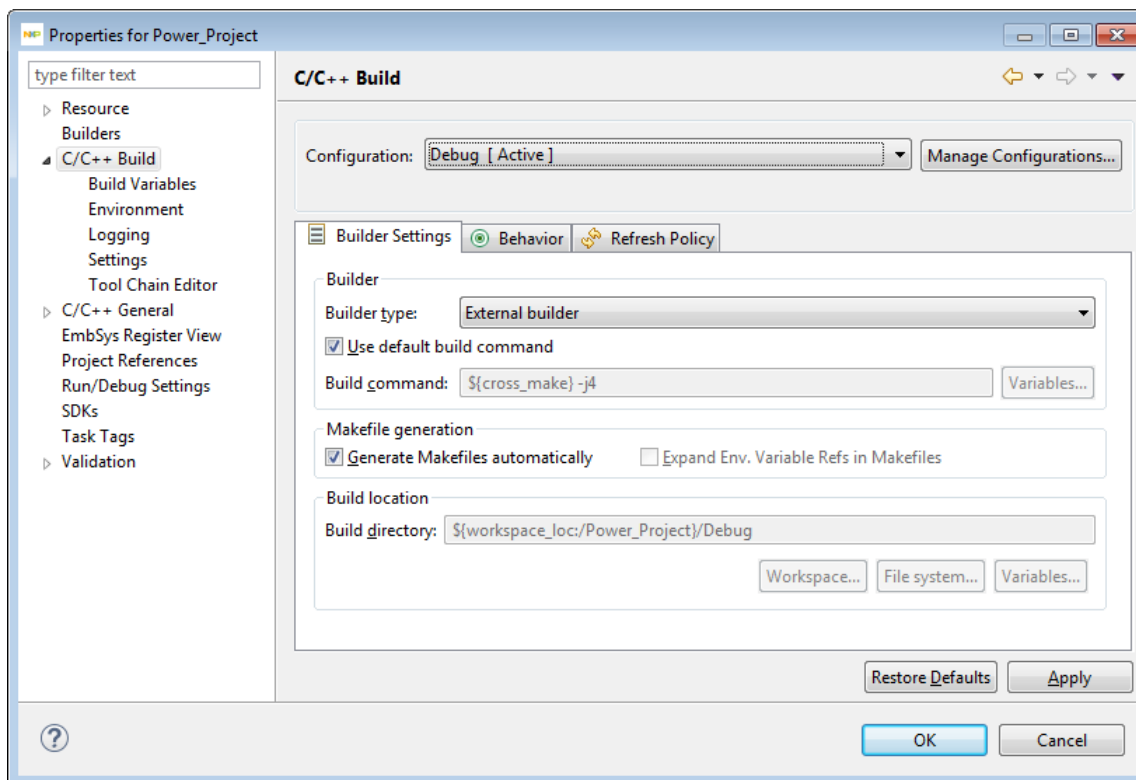 NXP Properties for Power_Project
type filter text
Resource
Builders
C/C++ Build
Build Variables
Environment
Logging
Settings
Tool Chain Editor
C/C++ General
EmbSys Register View
Project References
Run/Debug Settings
SDKs
Task Tags
Validation
C/C++ Build
Configuration: Debug [ Active ] Manage Configurations...
Builder Settings Behavior Refresh Policy
Builder
Builder type: External builder
Use default build command
Build command: ${cross_make} -j4 Variables...
Makefile generation
Generate Makefiles automatically Expand Env. Variable Refs in Makefiles
Build location
Build directory: ${workspace_loc:/Power_Project}/Debug
Workspace... File system... Variables...
Restore Defaults Apply
? OK Cancel